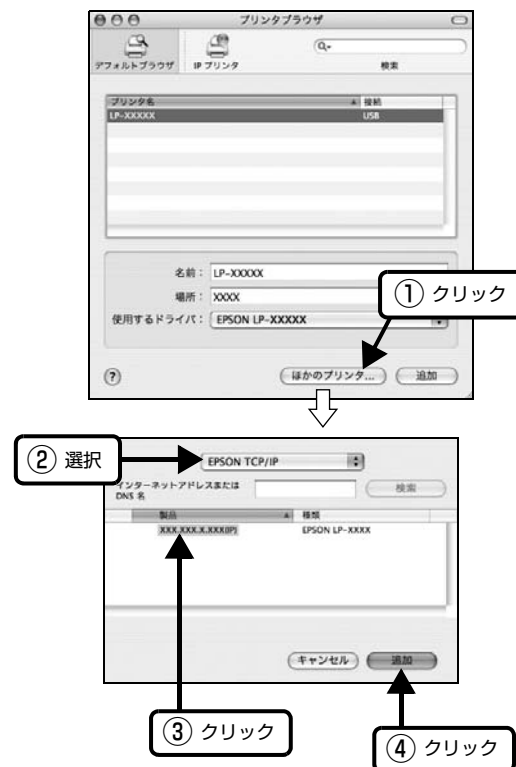 プリンタブラウザ
デフォルトブラウザ
IP プリンタ
検索
プリンタ名
接続
LP-XXXXX
USB
名前： LP-XXXXX
場所： XXXX
使用するドライバ： EPSON LP-XXXXX
① クリック
?
ほかのプリンタ...
追加
② 選択
EPSON TCP/IP
インターネットアドレスまたは
DNS 名
検索
製品
種類
XXX.XXX.X.XXX(IP)
EPSON LP-XXXX
キャンセル
追加
③ クリック
④ クリック